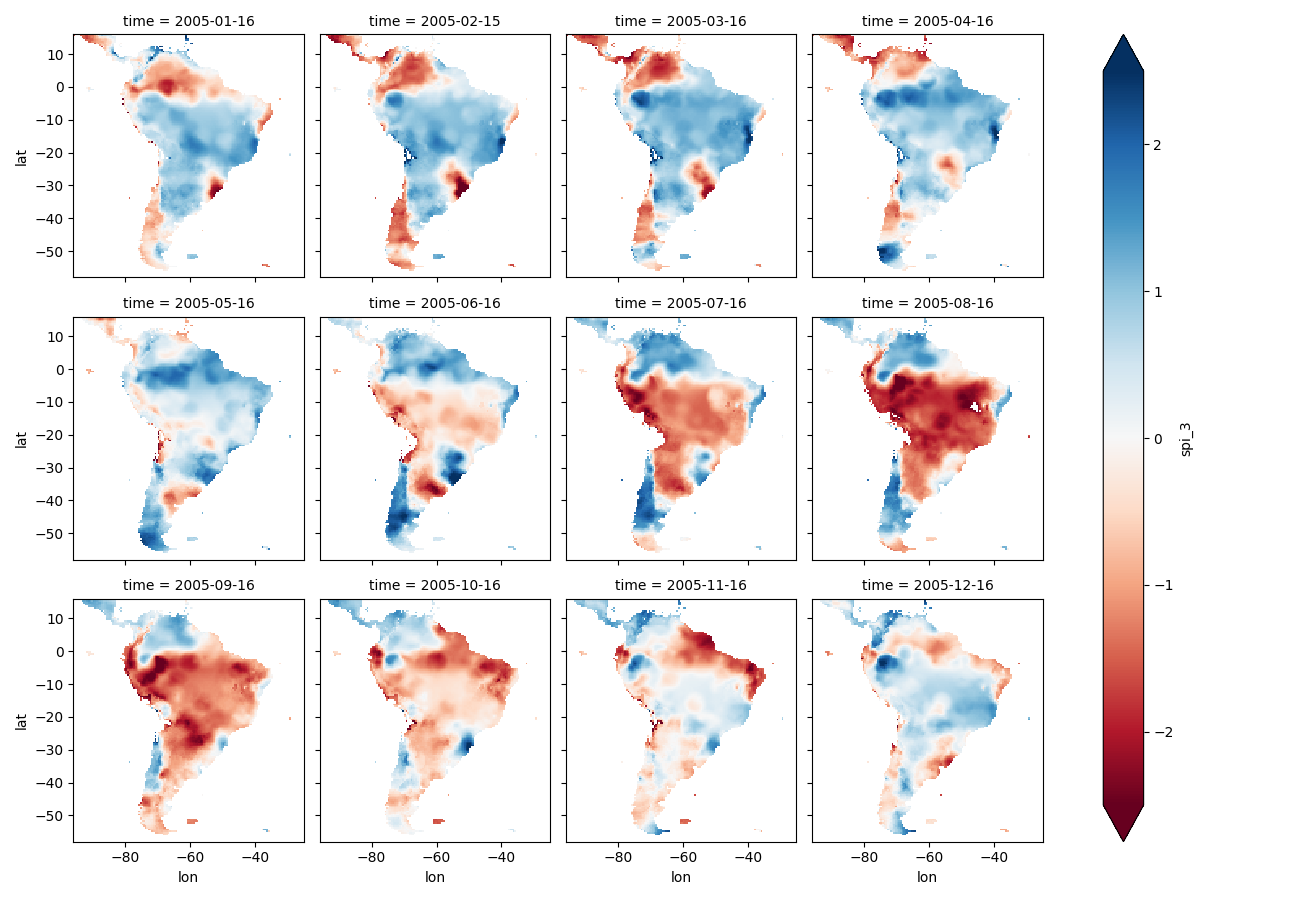 time = 2005-01-16
time = 2005-02-15
time = 2005-03-16
time = 2005-04-16
10
0
−10
−20
−30
−40
−50
lat
time = 2005-05-16
time = 2005-06-16
time = 2005-07-16
time = 2005-08-16
10
0
−10
−20
−30
−40
−50
lat
time = 2005-09-16
time = 2005-10-16
time = 2005-11-16
time = 2005-12-16
10
0
−10
−20
−30
−40
−50
lat
−80
−60
−40
lon
−80
−60
−40
lon
−80
−60
−40
lon
−80
−60
−40
lon
2
1
0
−1
−2
spi_3